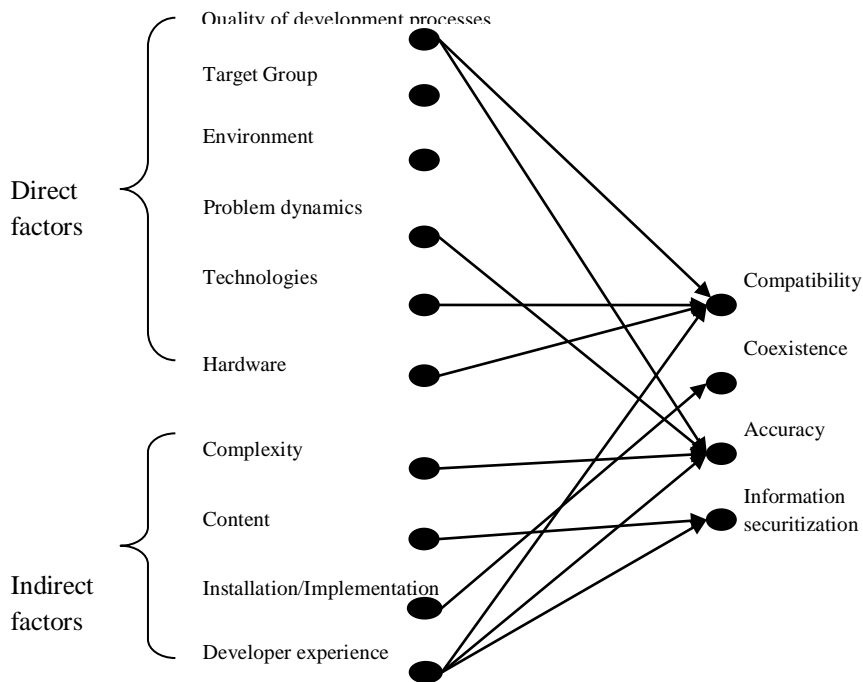 Quality of development processes
Target Group
Environment
Direct
factors
Problem dynamics
Technologies
Hardware
Complexity
Content
Indirect
factors
Installation/Implementation
Developer experience
Compatibility
Coexistence
Accuracy
Information
securitization